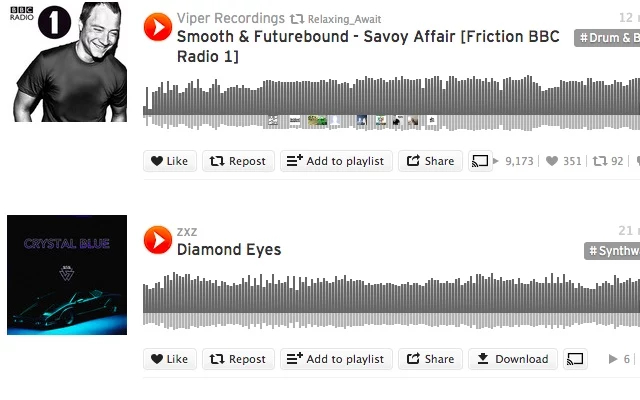 BBC
RADIO
1
Viper Recordings Relaxing_Await
12
Smooth & Futurebound - Savoy Affair [Friction BBC
Radio 1]
# Drum & B
Like Repost Add to playlist Share 9,173 351 92
CRYSTAL BLUE
zxz
21
Diamond Eyes
# Synthw
Like Repost Add to playlist Share Download 6